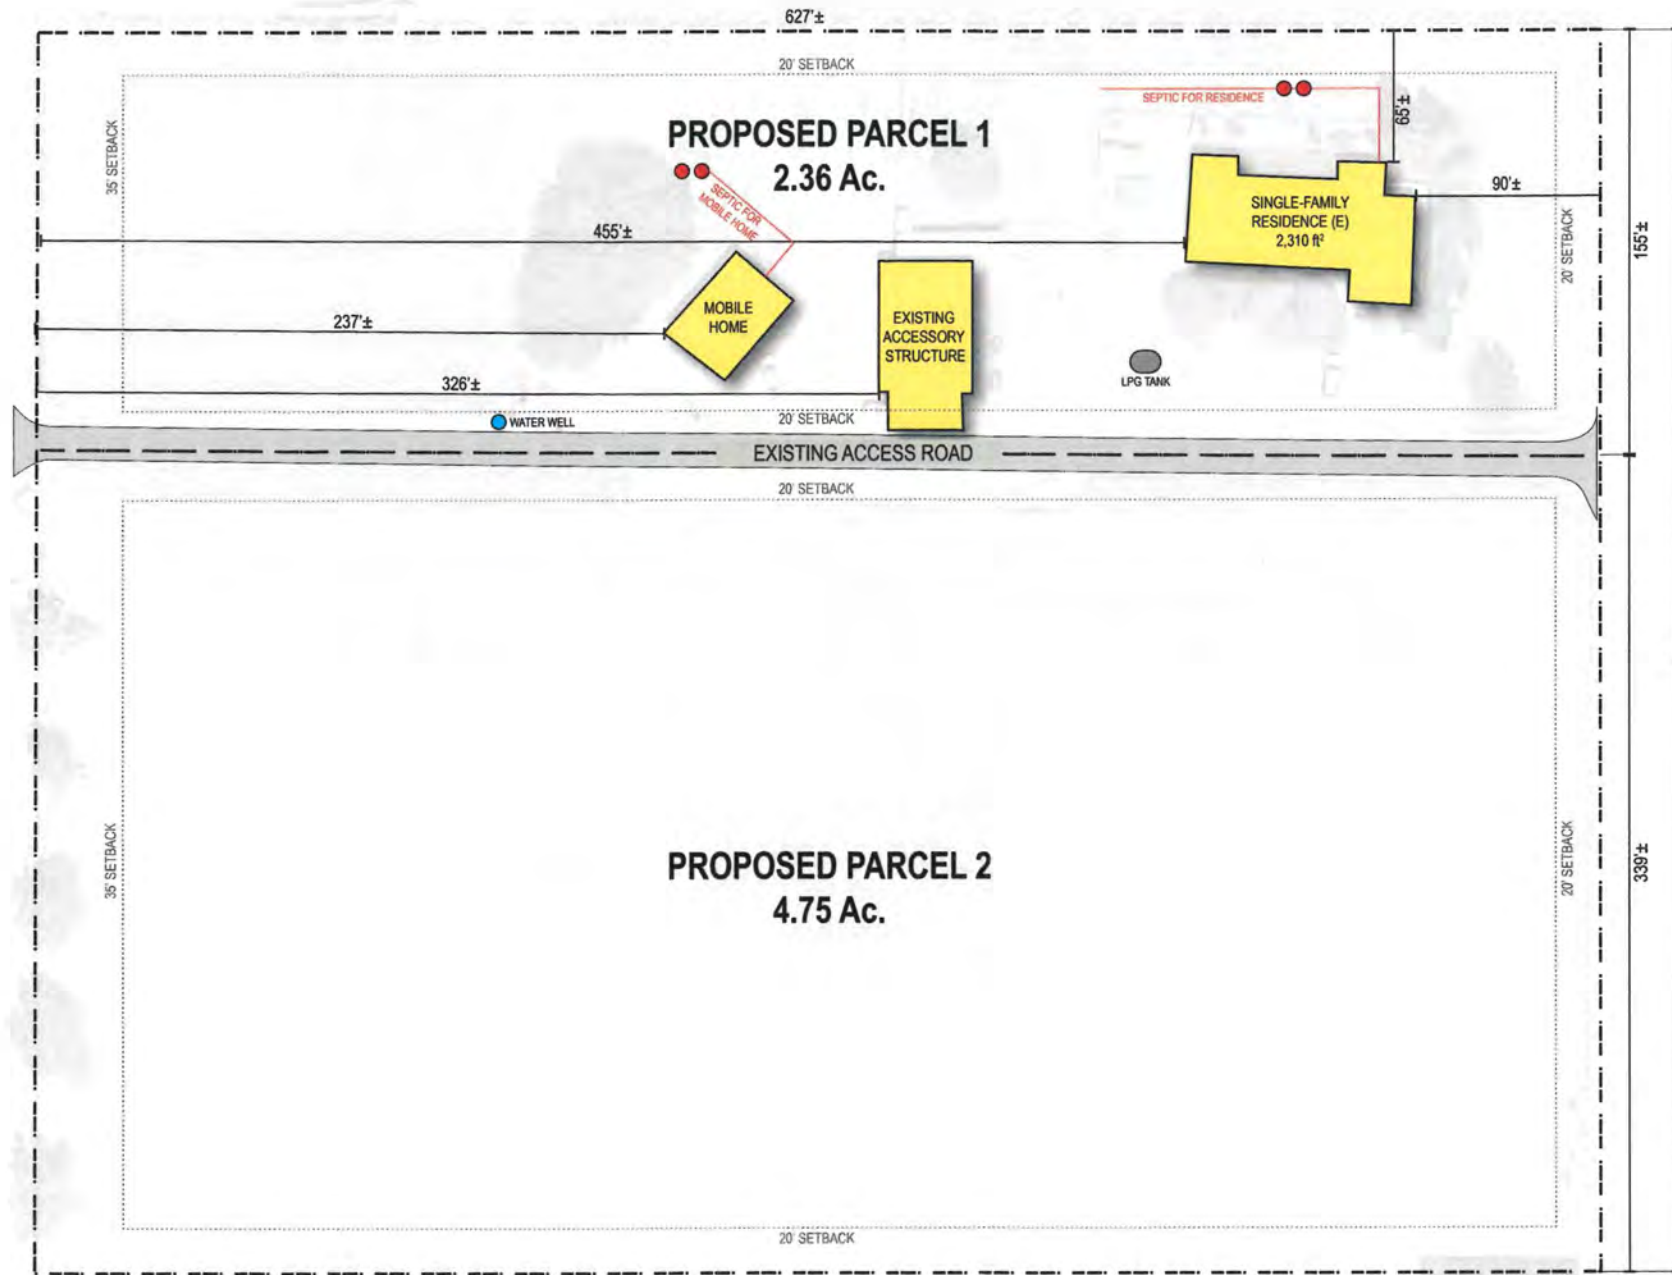 627'±
20' SETBACK
SEPTIC FOR RESIDENCE
65'±
35' SETBACK
PROPOSED PARCEL 1
2.36 Ac.
SEPTIC FOR
MOBILE HOME
SINGLE-FAMILY
RESIDENCE (E)
2,310 ft²
90'±
20' SETBACK
155'±
455'±
MOBILE
HOME
EXISTING
ACCESSORY
STRUCTURE
237'±
LPG TANK
326'±
WATER WELL
20' SETBACK
EXISTING ACCESS ROAD
20' SETBACK
35' SETBACK
PROPOSED PARCEL 2
4.75 Ac.
20' SETBACK
339'±
20' SETBACK